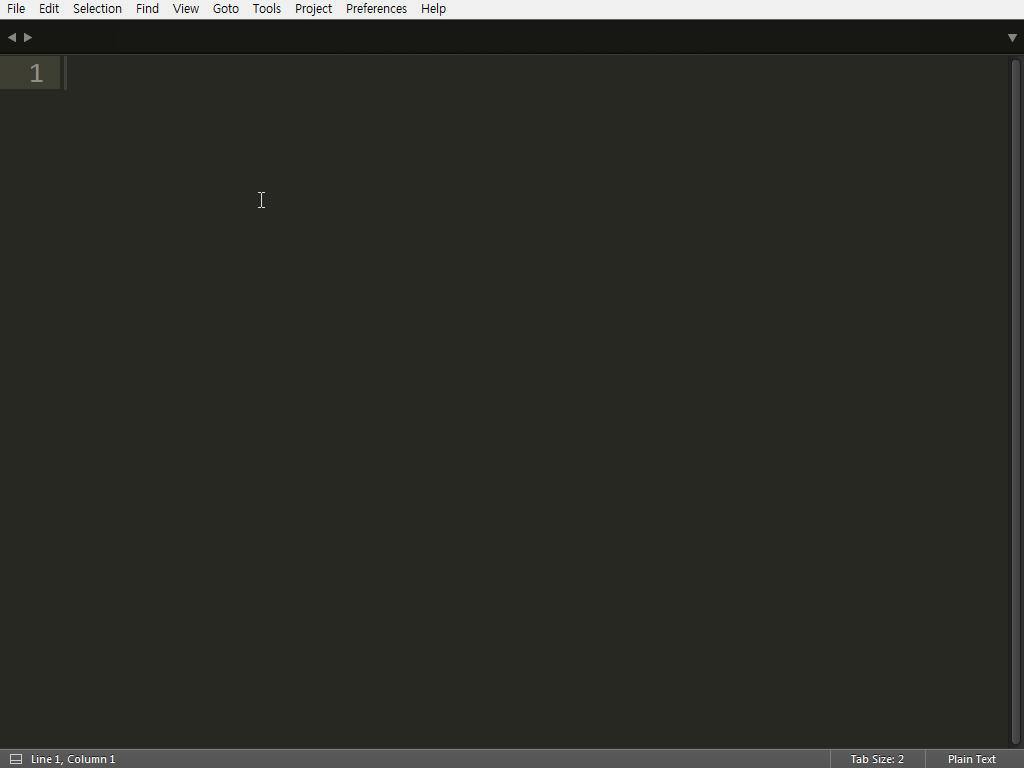 File Edit Selection Find View Goto Tools Project Preferences Help
1
Line 1, Column 1 Tab Size: 2 Plain Text